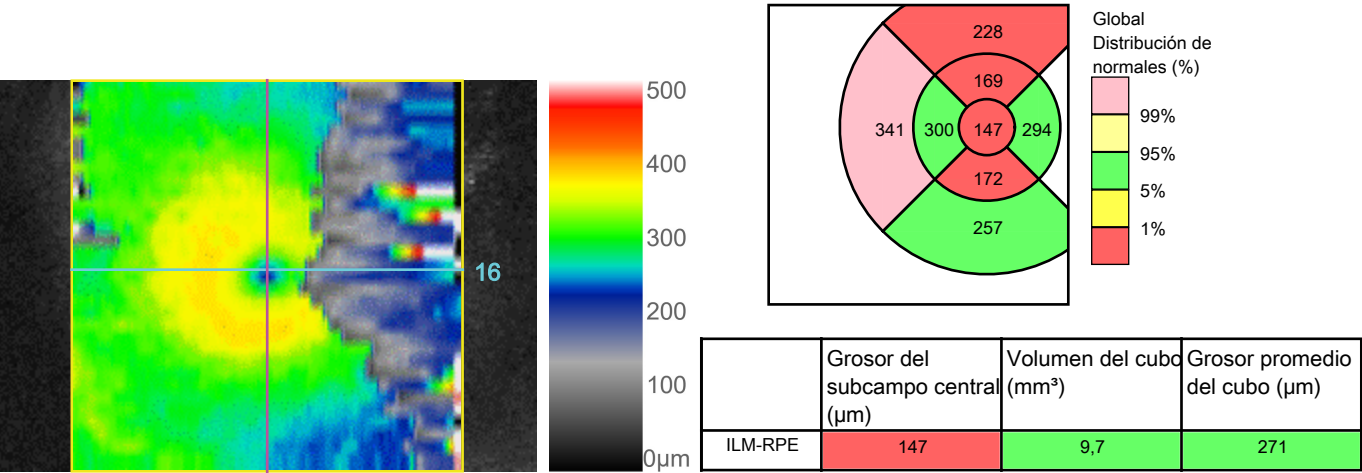 16
500
400
300
200
100
0µm
228
169
341
300
147
294
172
257
Global
Distribución de
normales (%)
99%
95%
5%
1%
Grosor del
subcampo central
(µm)
Volumen del cubo
(mm³)
Grosor promedio
del cubo (µm)
ILM-RPE
147
9,7
271